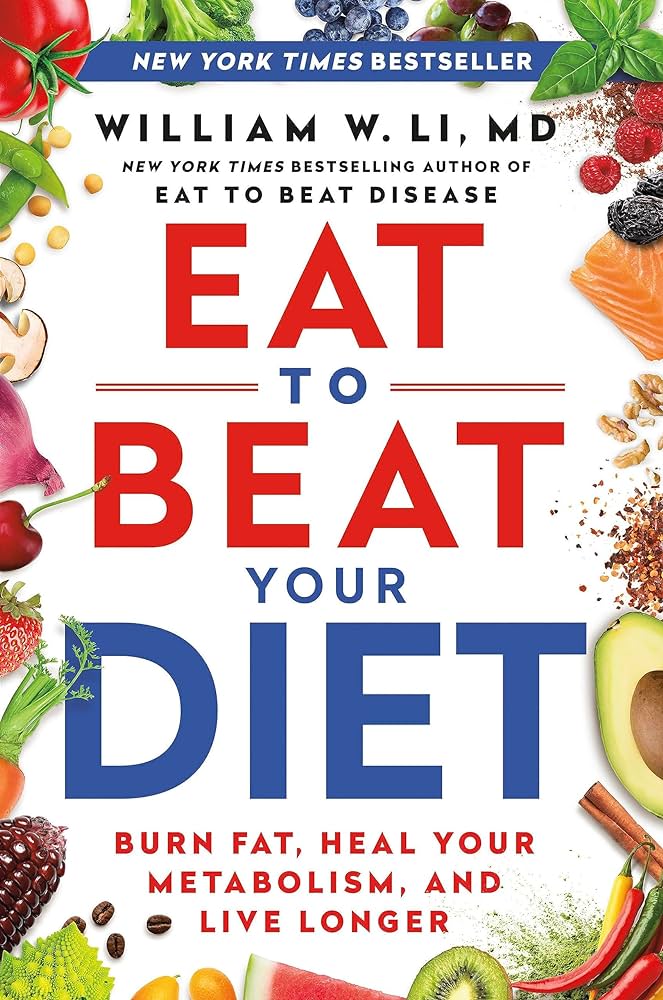 NEW YORK TIMES BESTSELLER
WILLIAM W. LI, MD
NEW YORK TIMES BESTSELLING AUTHOR OF
EAT TO BEAT DISEASE
EAT
TO
BEAT
YOUR
DIET
BURN FAT, HEAL YOUR
METABOLISM, AND
LIVE LONGER